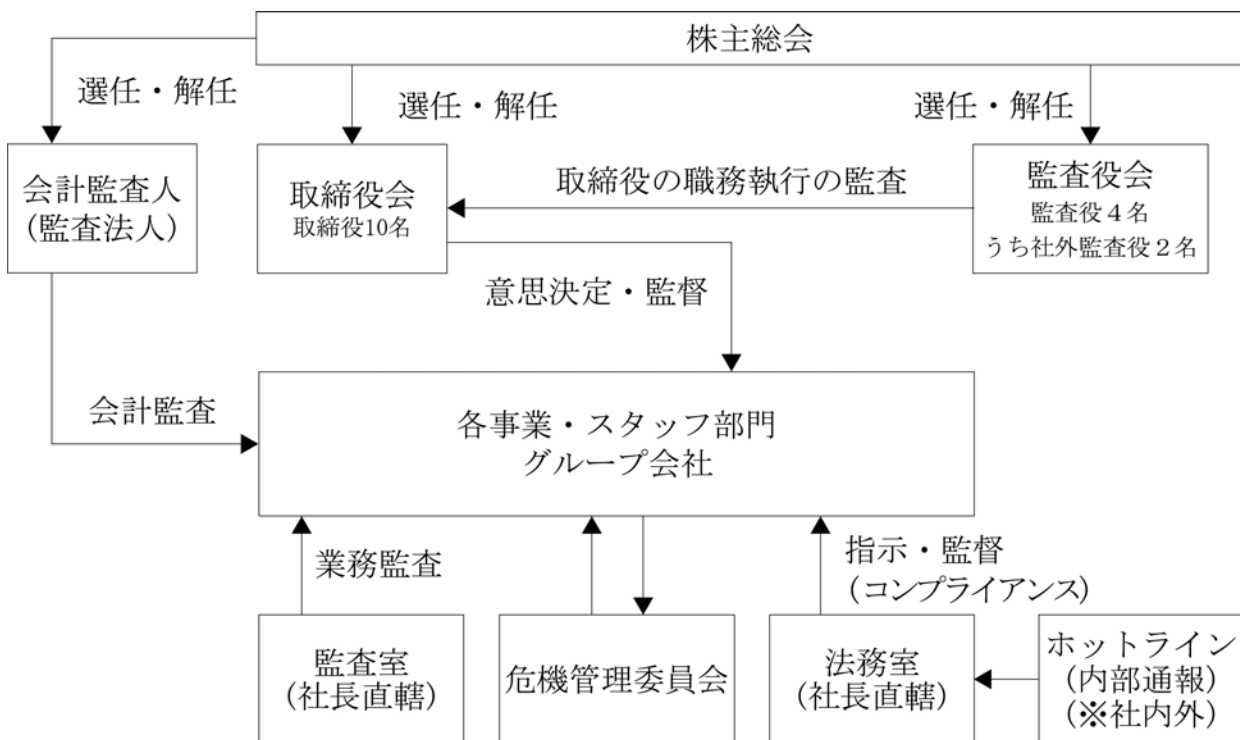 株主総会
選任・解任
選任・解任
選任・解任
会計監査人
(監査法人)
取締役会
取締役10名
取締役の職務執行の監査
監査役会
監査役４名
うち社外監査役２名
意思決定・監督
会計監査
各事業・スタッフ部門
グループ会社
業務監査
指示・監督
(コンプライアンス)
監査室
(社長直轄)
危機管理委員会
法務室
(社長直轄)
ホットライン
(内部通報)
(※社内外)